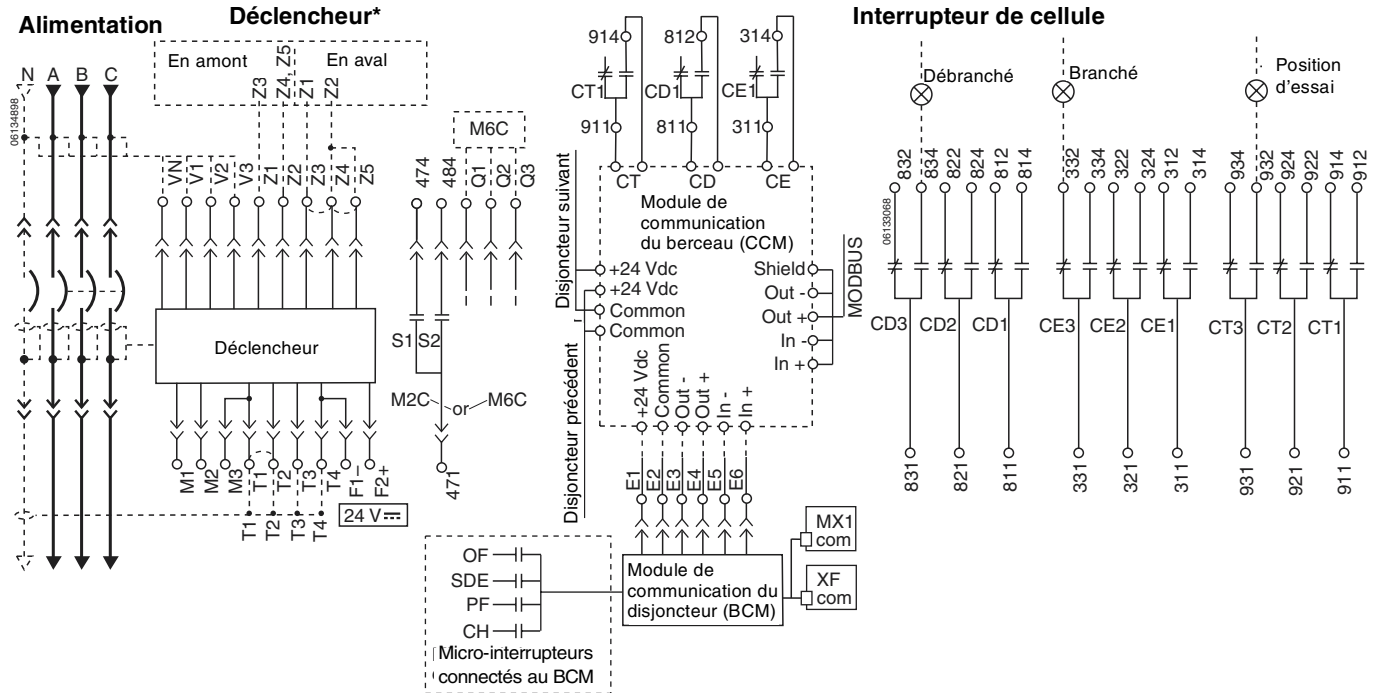 Alimentation
Déclencheur*
Interrupteur de cellule
En amont
En aval
Z3
Z4, Z5
Z1
Z2
N A B C
06134898
VN
V1
V2
V3
Z1
Z2
Z3
Z4
Z5
Déclencheur
M1
M2
M3
T1
T2
T3
T4
F1–
F2+
24 V
T1
T2
T3
T4
M6C
474
484
Q1
Q2
Q3
S1
S2
M2C or M6C
471
914
812
314
CT1
CD1
CE1
911
811
311
CT
CD
CE
Module de
communication
du berceau (CCM)
Disjoncteur suivant
Disjoncteur précédent
+24 Vdc
+24 Vdc
Common
Common
Shield
Out -
Out +
In -
In +
MODBUS
+24 Vdc
Common
Out -
Out +
In -
In +
E1
E2
E3
E4
E5
E6
Module de
communication du
disjoncteur (BCM)
MX1
com
XF
com
OF
SDE
PF
CH
Micro-interrupteurs
connectés au BCM
Débranché
Branché
Position
d'essai
832
834
822
824
812
814
332
334
322
324
312
314
934
932
924
922
914
912
06133068
CD3
CD2
CD1
CE3
CE2
CE1
CT3
CT2
CT1
831
821
811
331
321
311
931
921
911